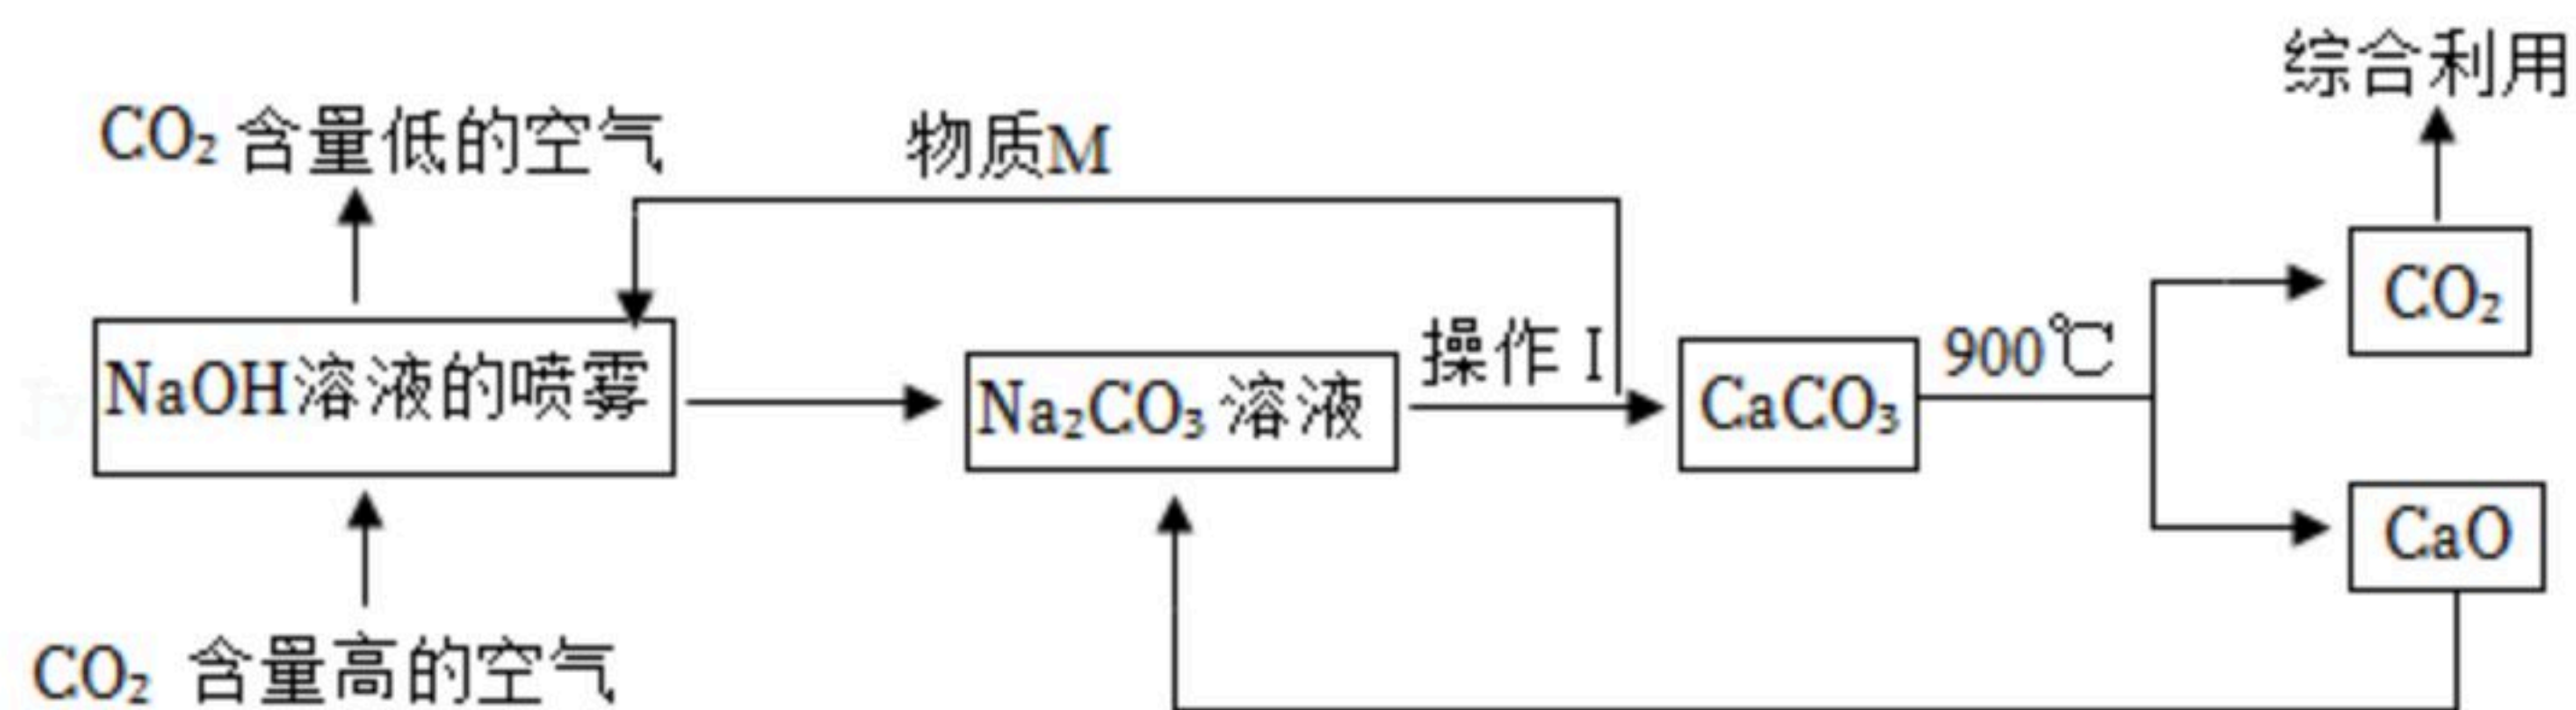 综合利用
CO₂ 含量低的空气
物质M
CO₂
操作 I
900℃
NaOH溶液的喷雾
Na₂CO₃ 溶液
CaCO₃
CaO
CO₂ 含量高的空气